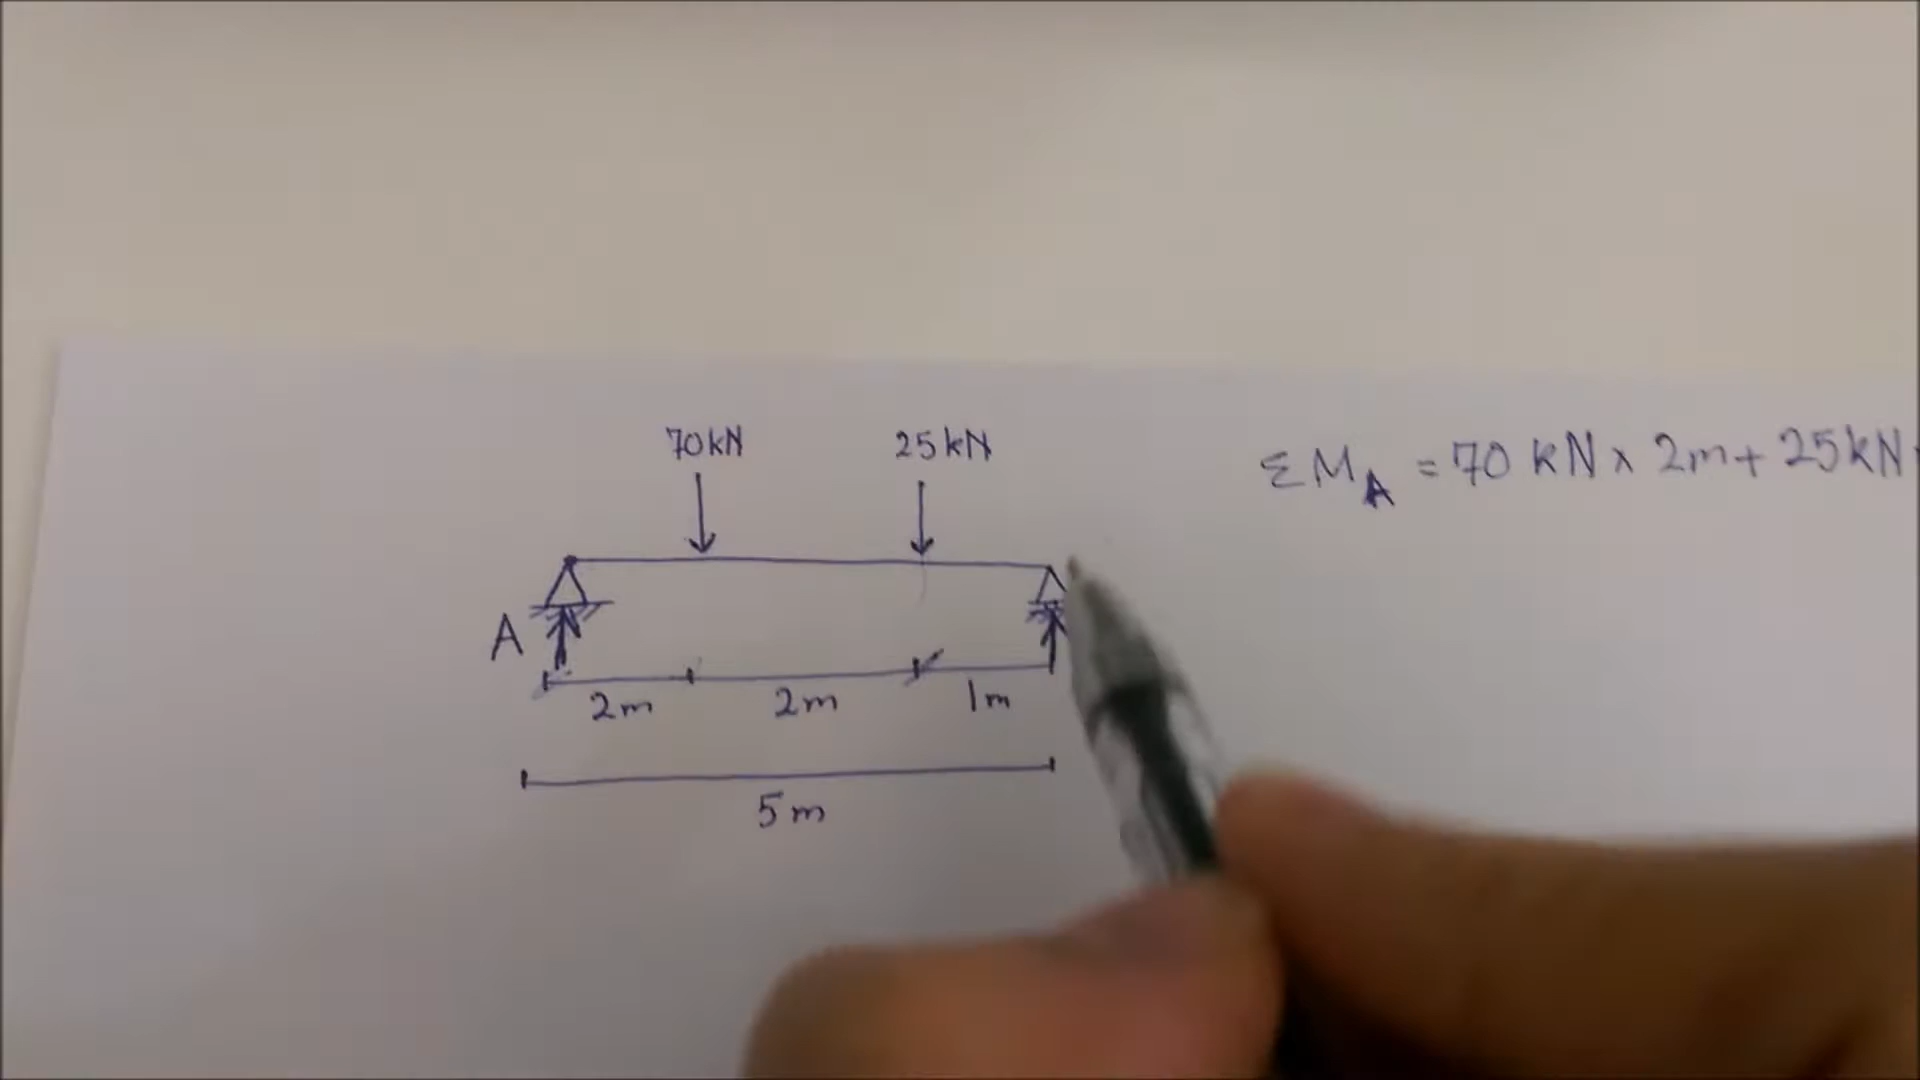 70kN 25kN
ΣMA = 70 kN x 2m + 25kN
A
2m 2m 1m
5m